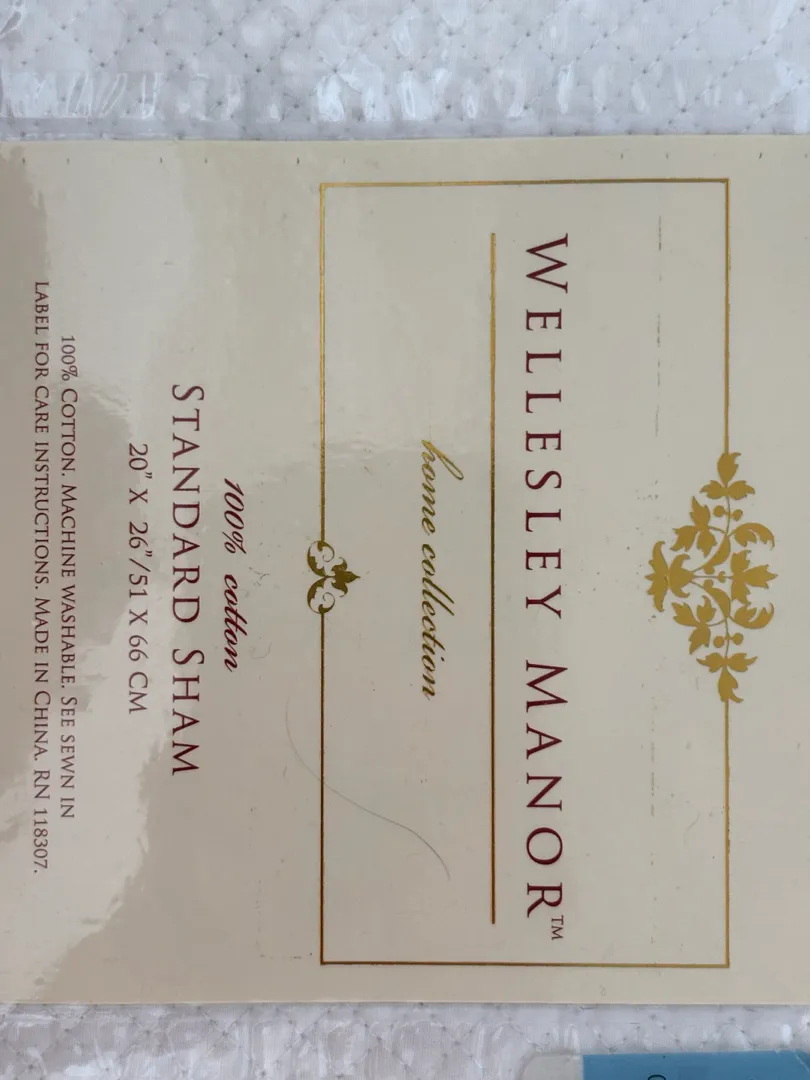 WELLESLEY MANOR™
home collection
100% cotton
STANDARD SHAM
20” X 26”/51 X 66 CM
100% COTTON. MACHINE WASHABLE. SEE SEWN IN
LABEL FOR CARE INSTRUCTIONS. MADE IN CHINA. RN 118307.